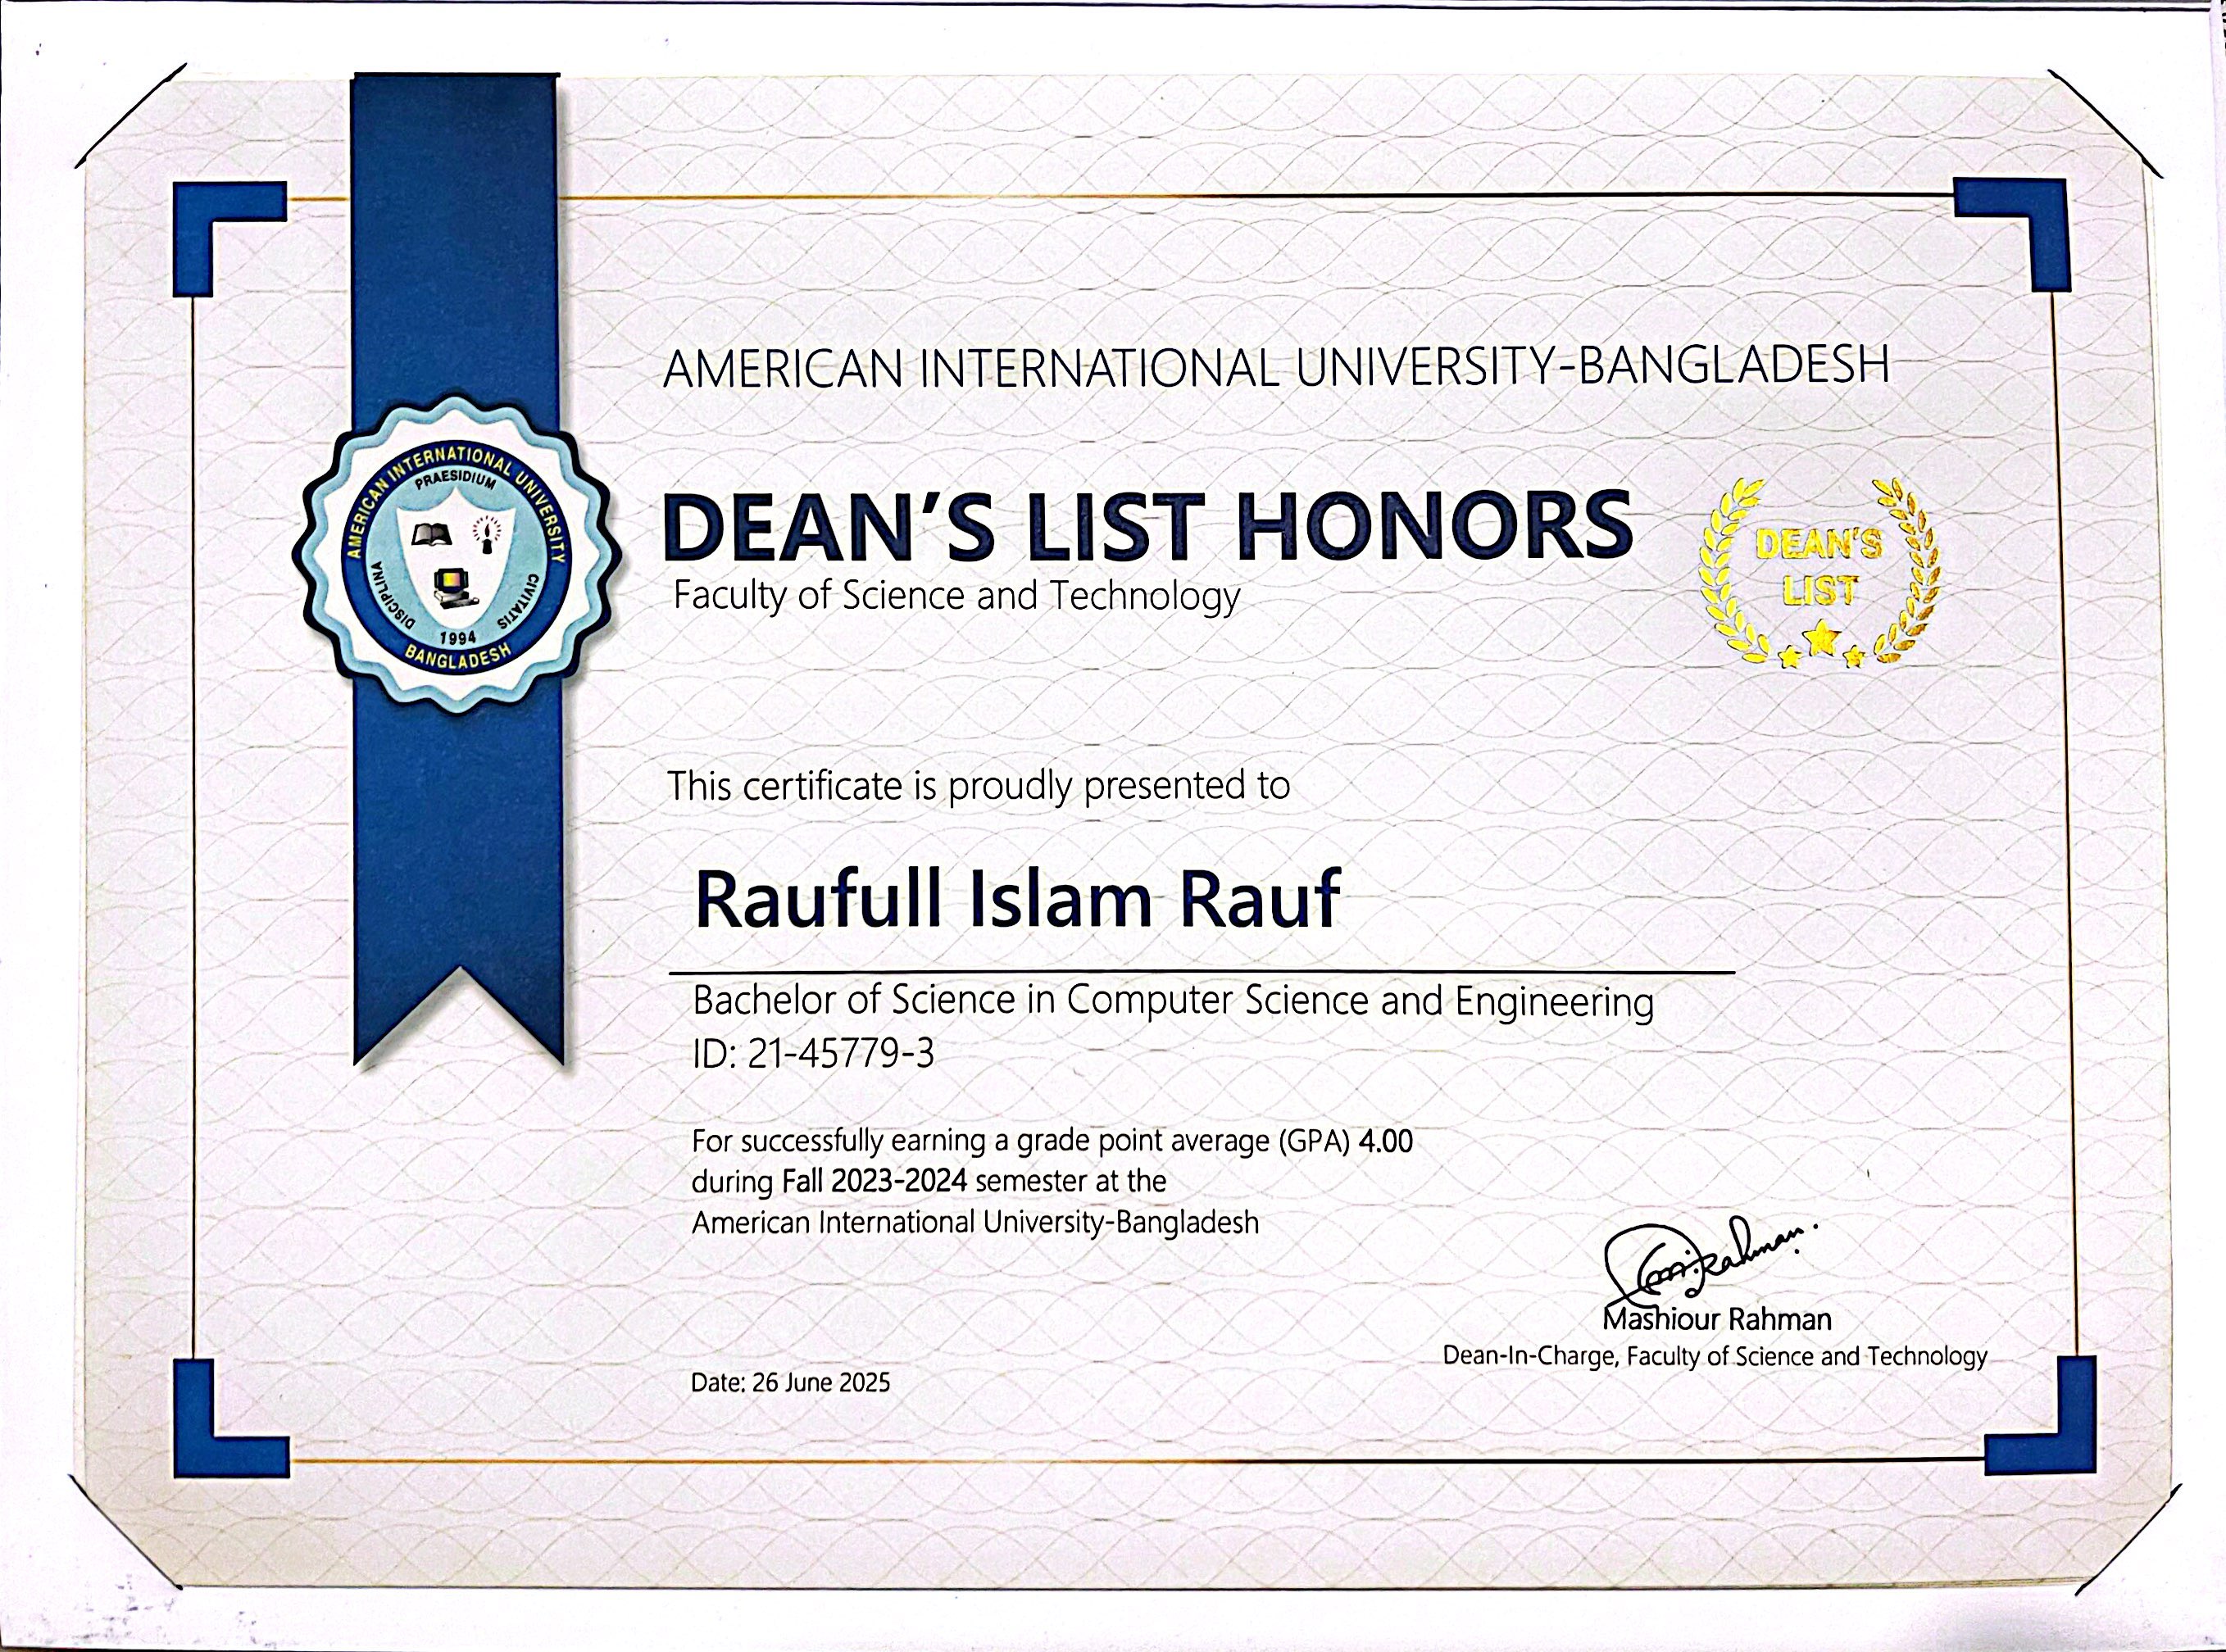 AMERICAN INTERNATIONAL UNIVERSITY-BANGLADESH
AMERICAN INTERNATIONAL UNIVERSITY
PRAESIDIUM
DISCIPLINA
CIVITATIS
1994
BANGLADESH
DEAN'S LIST HONORS
Faculty of Science and Technology
DEAN'S
LIST
This certificate is proudly presented to
Raufull Islam Rauf
Bachelor of Science in Computer Science and Engineering
ID: 21-45779-3
For successfully earning a grade point average (GPA) 4.00
during Fall 2023-2024 semester at the
American International University-Bangladesh
Mashiour Rahman
Dean-In-Charge, Faculty of Science and Technology
Date: 26 June 2025